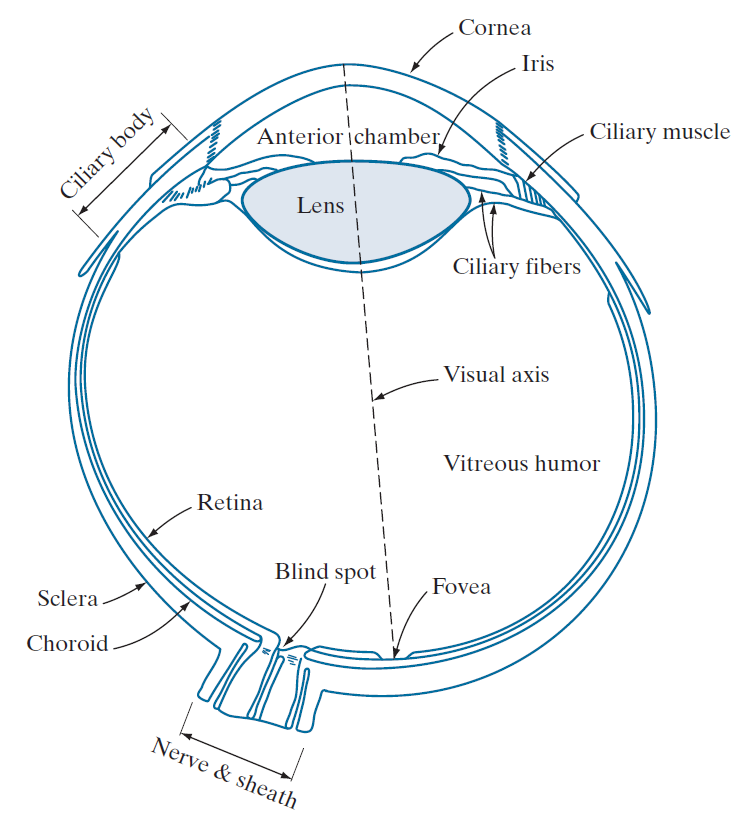 Cornea
Iris
Ciliary muscle
Ciliary body
Anterior chamber
Lens
Ciliary fibers
Visual axis
Vitreous humor
Retina
Blind spot
Fovea
Sclera
Choroid
Nerve & sheath